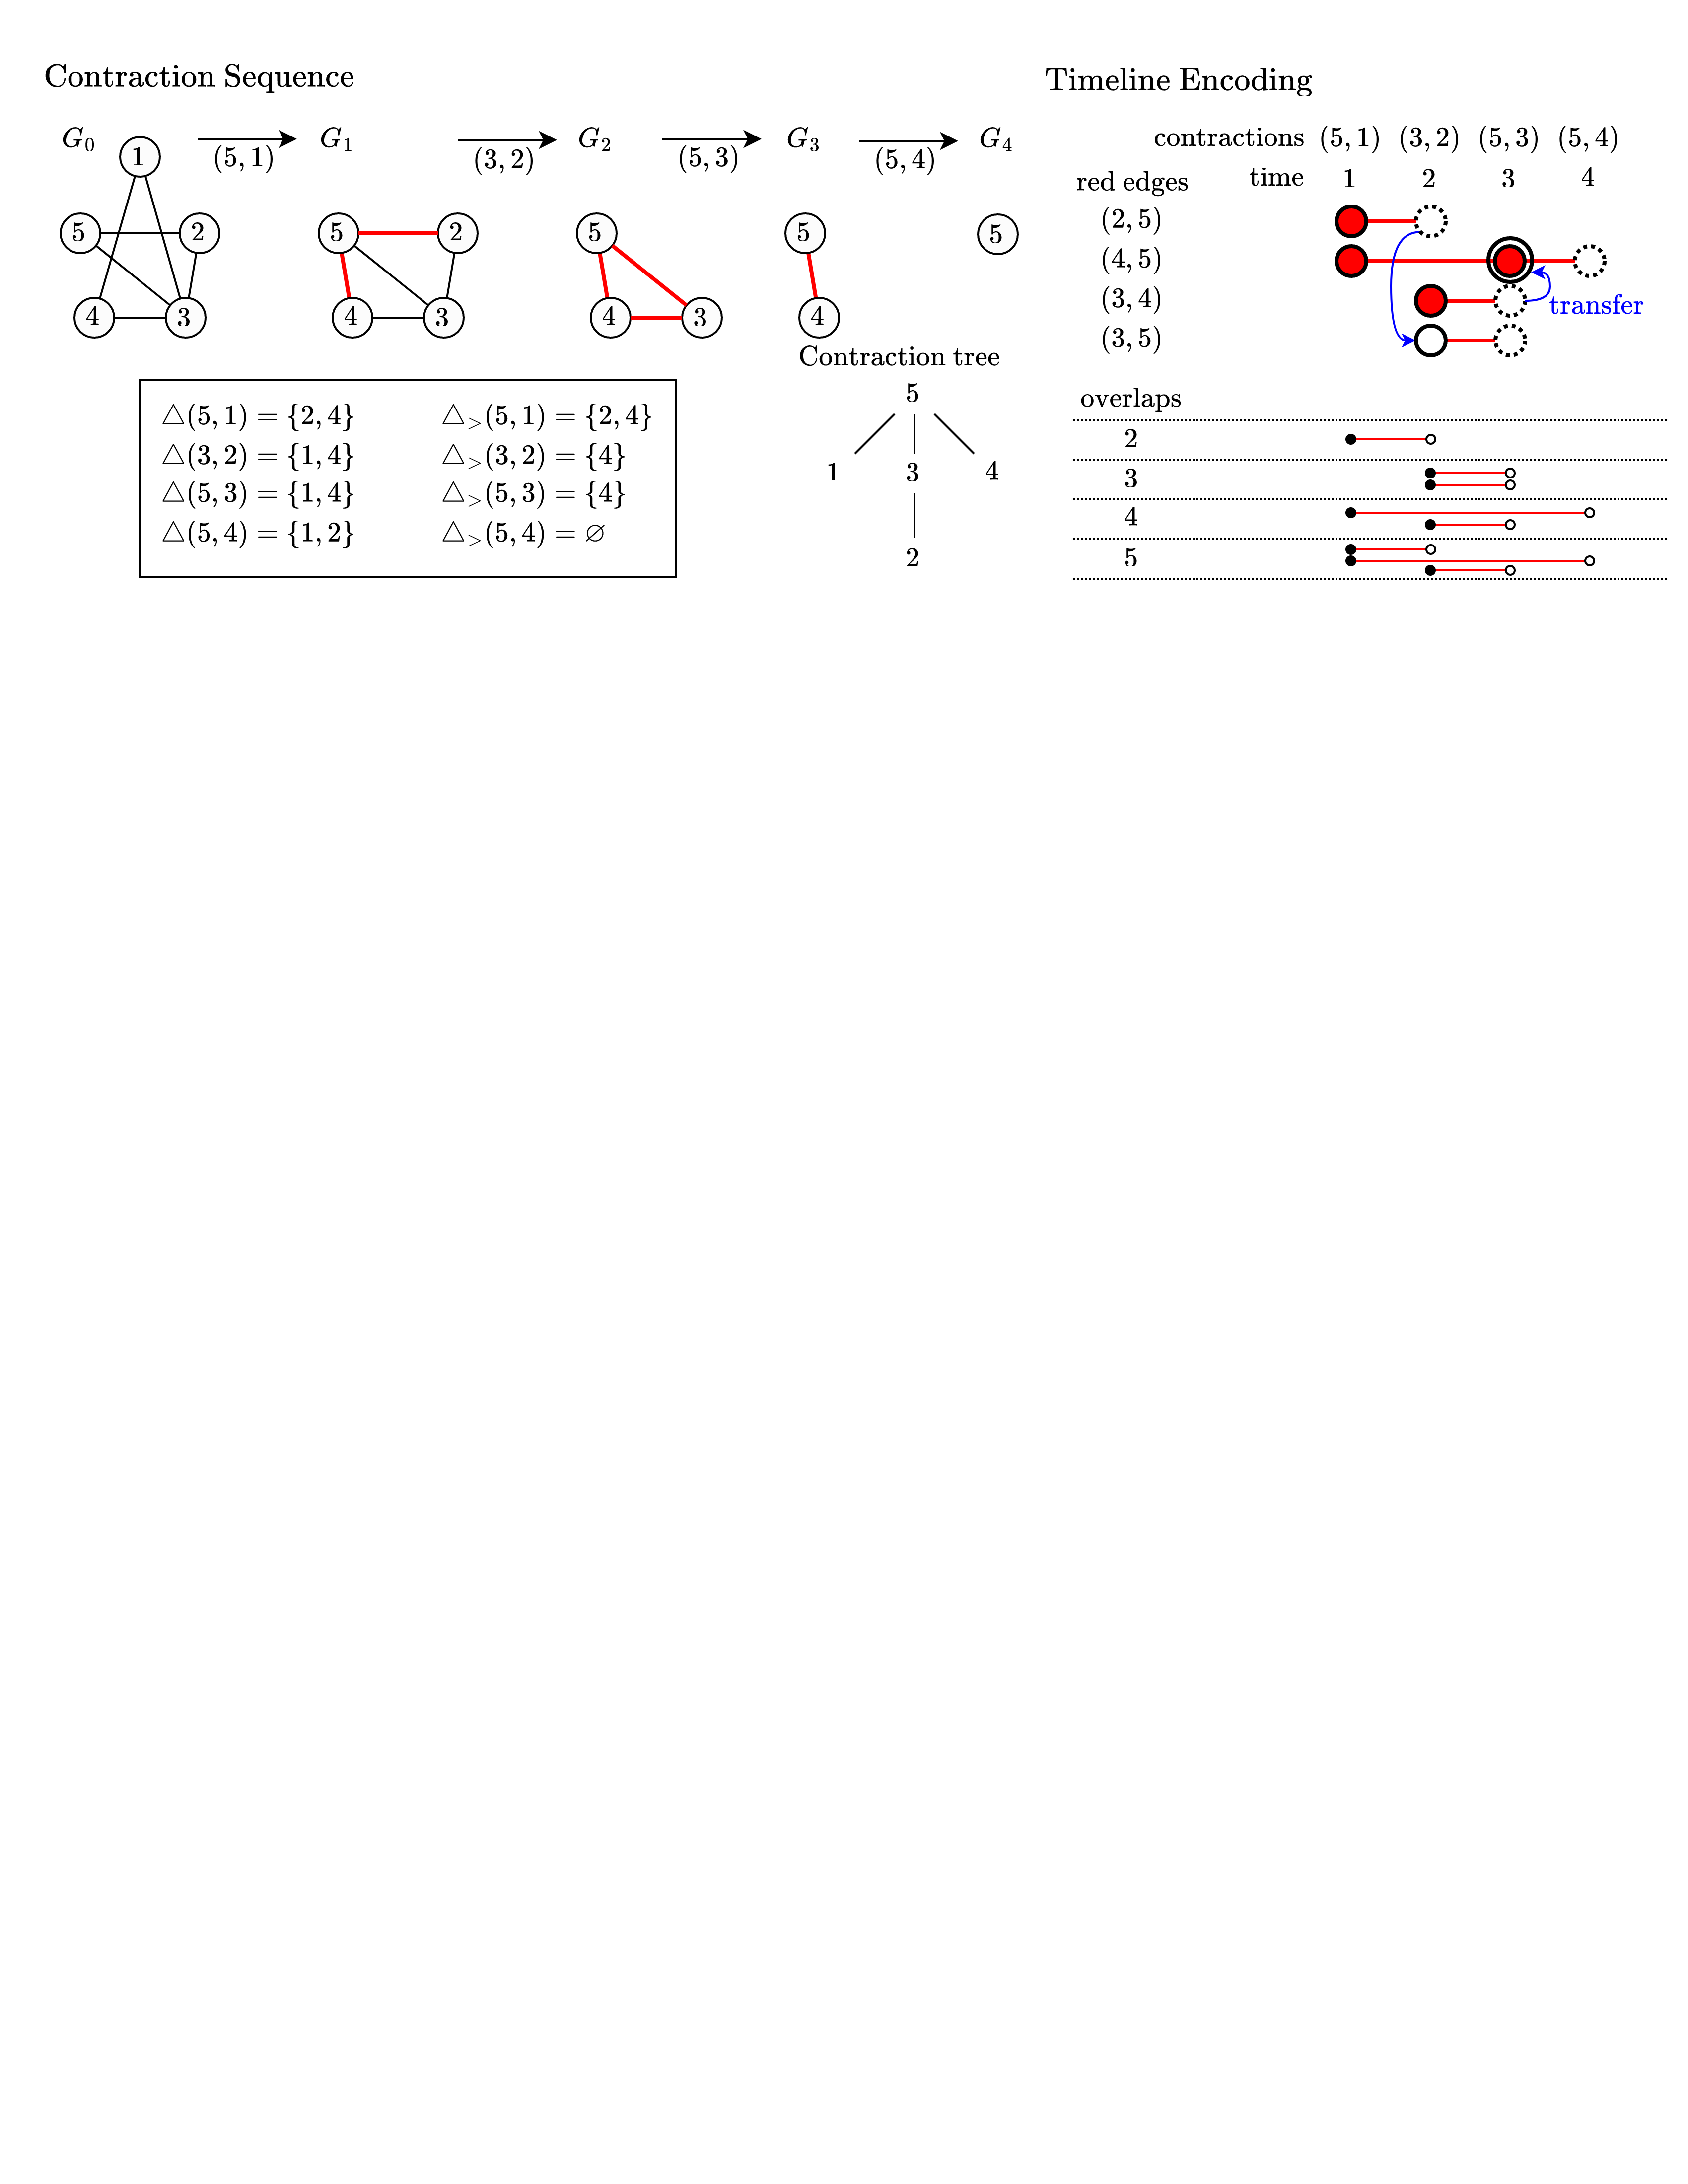 Contraction Sequence
G₀ (5, 1) G₁ (3, 2) G₂ (5, 3) G₃ (5, 4) G₄
1
5 2 5 2 5 5 5
4 3 4 3 4 3 4
△(5, 1) = {2, 4} △>(5, 1) = {2, 4}
△(3, 2) = {1, 4} △>(3, 2) = {4}
△(5, 3) = {1, 4} △>(5, 3) = {4}
△(5, 4) = {1, 2} △>(5, 4) = ∅
Contraction tree
5
1 3 4
2
Timeline Encoding
contractions (5, 1) (3, 2) (5, 3) (5, 4)
time 1 2 3 4
red edges
(2, 5)
(4, 5)
(3, 4)
transfer
(3, 5)
overlaps
2
3
4
5